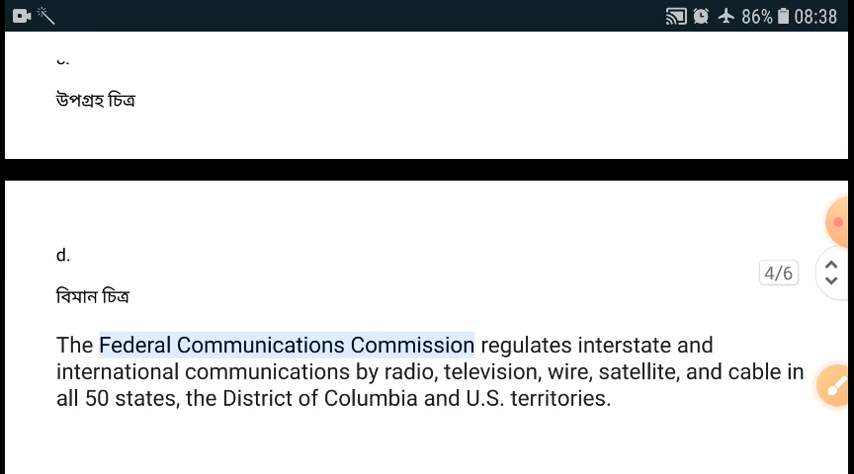 86% 08:38
উপগ্রহ চিত্র
d.
4/6
বিমান চিত্র
The Federal Communications Commission regulates interstate and
international communications by radio, television, wire, satellite, and cable in
all 50 states, the District of Columbia and U.S. territories.